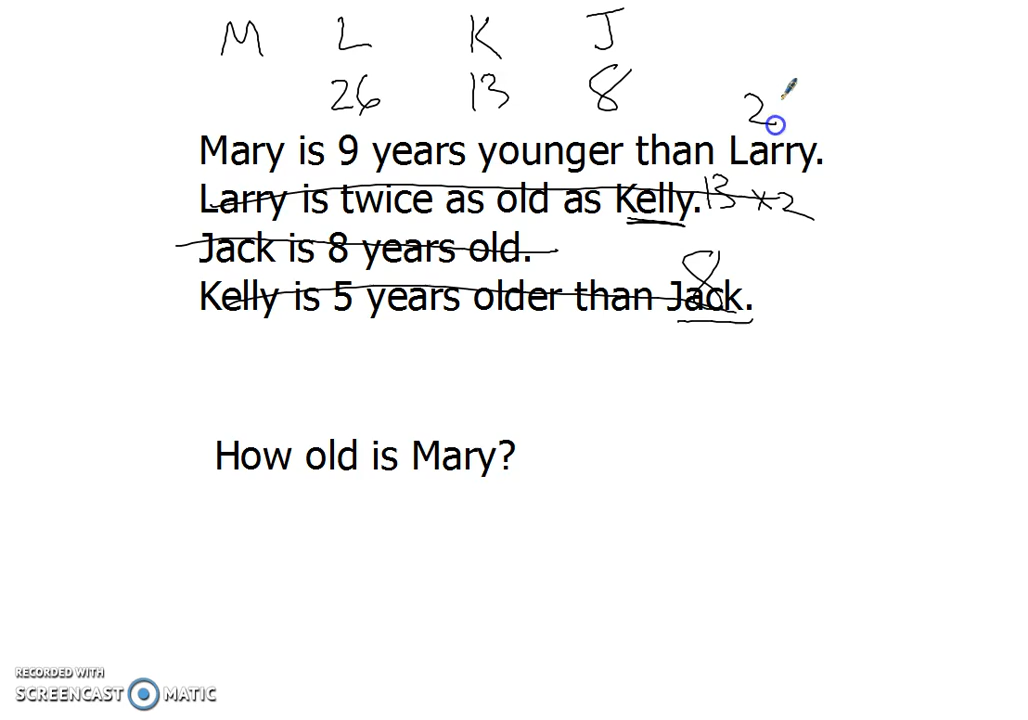 M L K J
26 13 8
2
Mary is 9 years younger than Larry.
Larry is twice as old as Kelly. 13 x 2
Jack is 8 years old.
8
Kelly is 5 years older than Jack.
How old is Mary?
RECORDED WITH
SCREENCAST MATIC